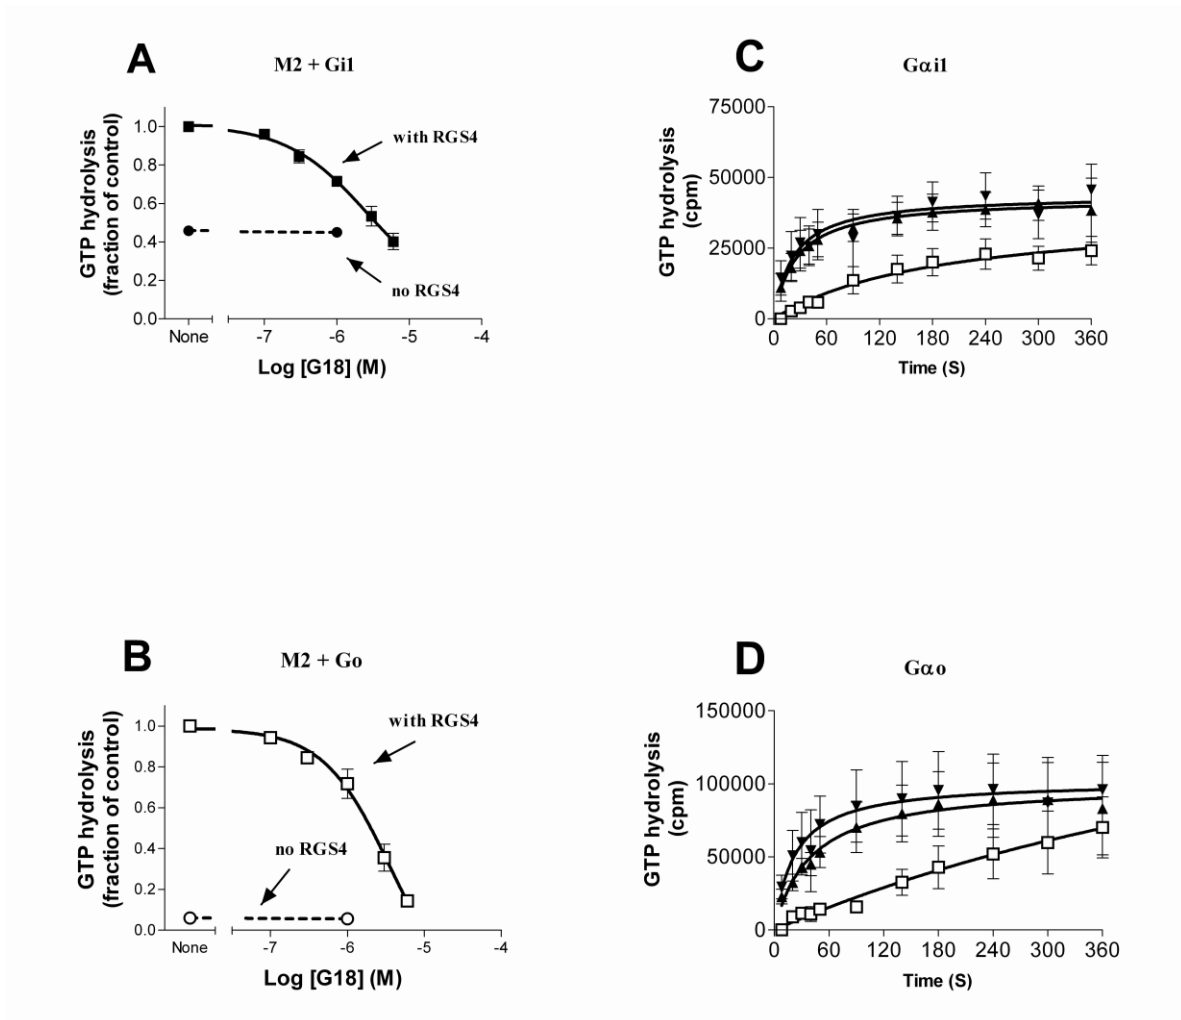 A
M2 + Gi1
GTP hydrolysis
(fraction of control)
1.0
0.8
0.6
0.4
0.2
0.0
with RGS4
no RGS4
None
-7
-6
-5
-4
Log [G18] (M)
C
Gαi1
GTP hydrolysis
(cpm)
75000
50000
25000
0
0
60
120
180
240
300
360
Time (S)
B
M2 + Go
GTP hydrolysis
(fraction of control)
1.0
0.8
0.6
0.4
0.2
0.0
with RGS4
no RGS4
None
-7
-6
-5
-4
Log [G18] (M)
D
Gαo
GTP hydrolysis
(cpm)
150000
100000
50000
0
0
60
120
180
240
300
360
Time (S)